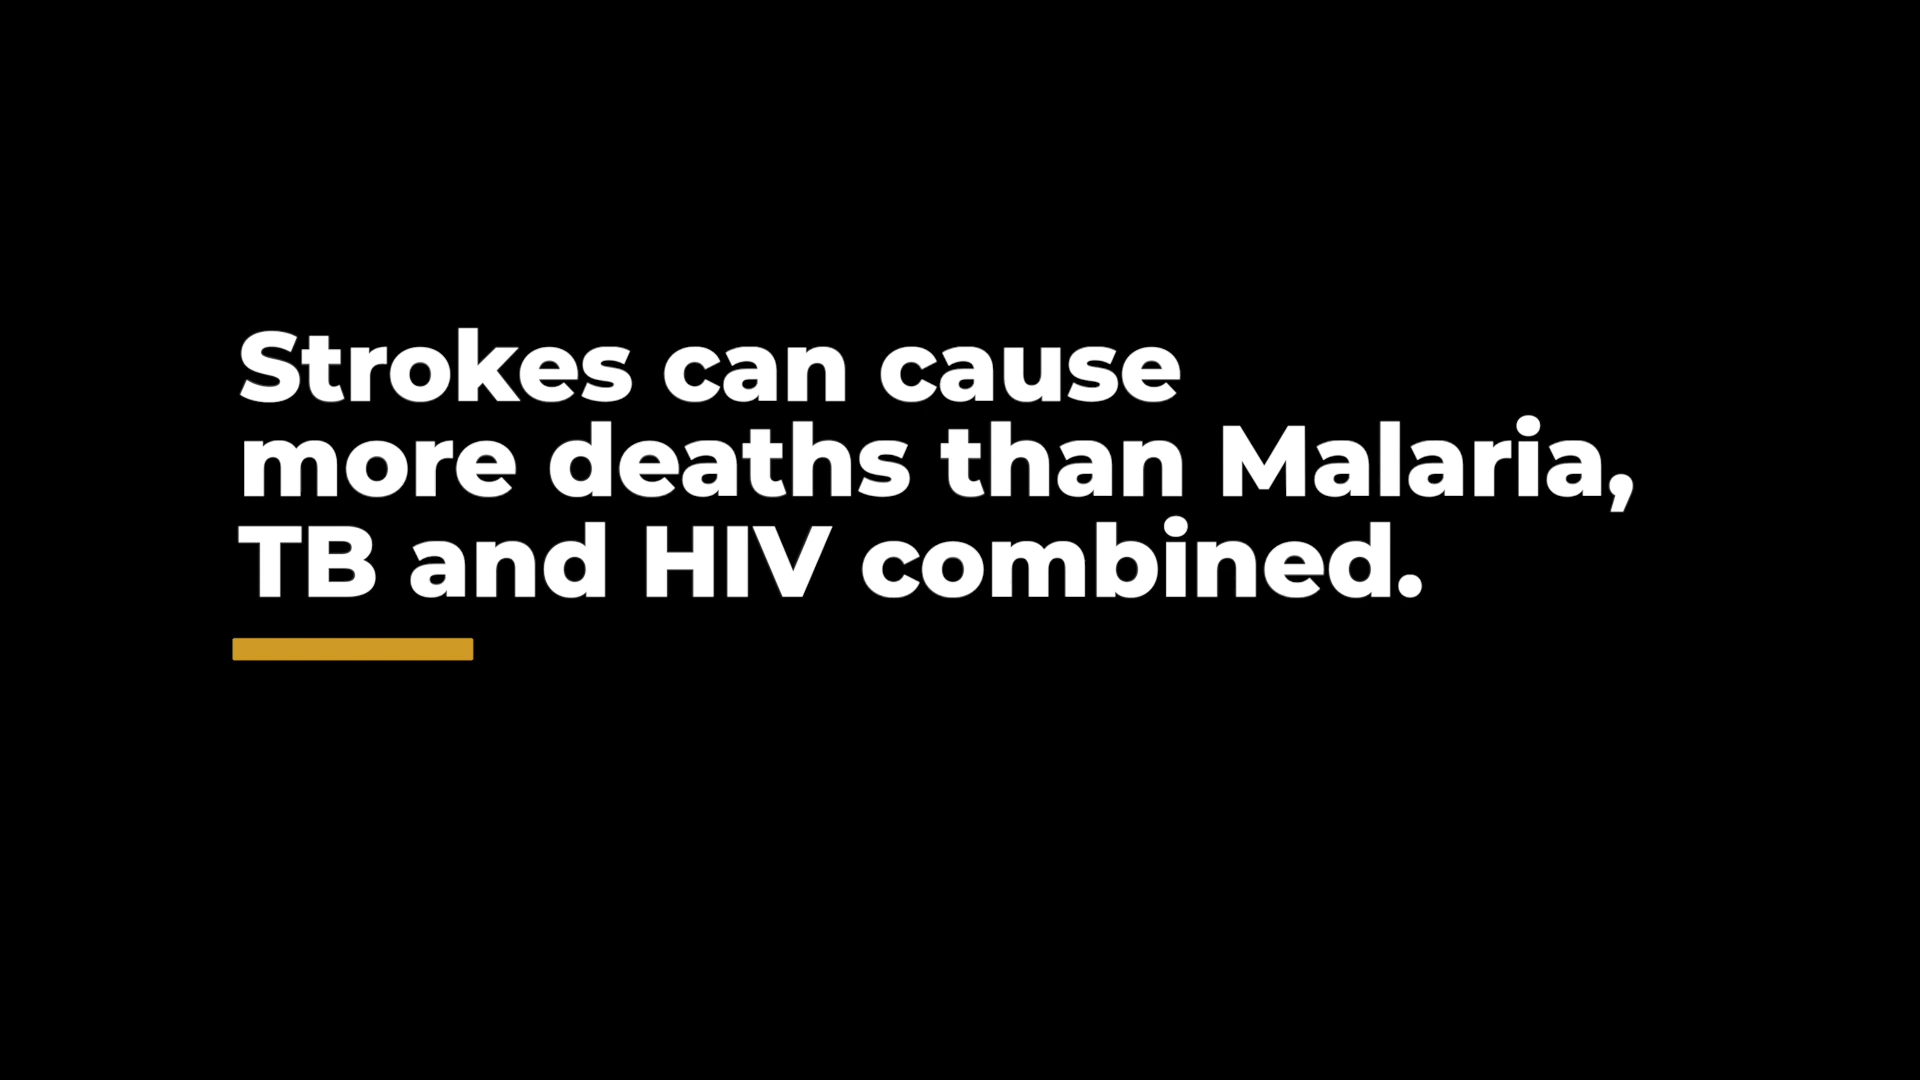 Strokes can cause
more deaths than Malaria,
TB and HIV combined.